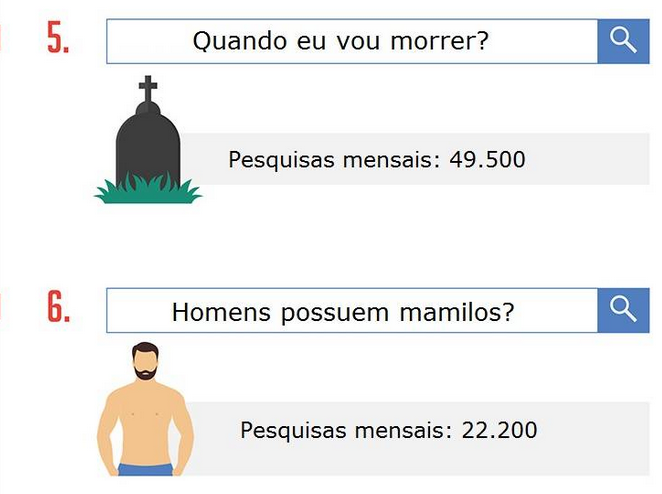 5.
Quando eu vou morrer?
Pesquisas mensais: 49.500
6.
Homens possuem mamilos?
Pesquisas mensais: 22.200